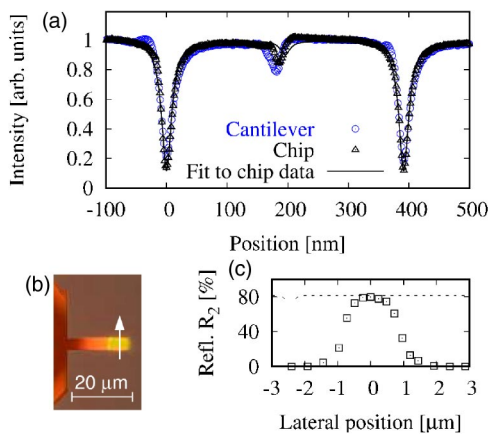 (a)
Intensity [arb. units]
1
0.8
0.6
0.4
0.2
0
Cantilever
Chip
Fit to chip data
-100 0 100 200 300 400 500
Position [nm]
(b)
20 μm
(c)
Refl. R2 [%]
80
40
0
-3 -2 -1 0 1 2 3
Lateral position [μm]